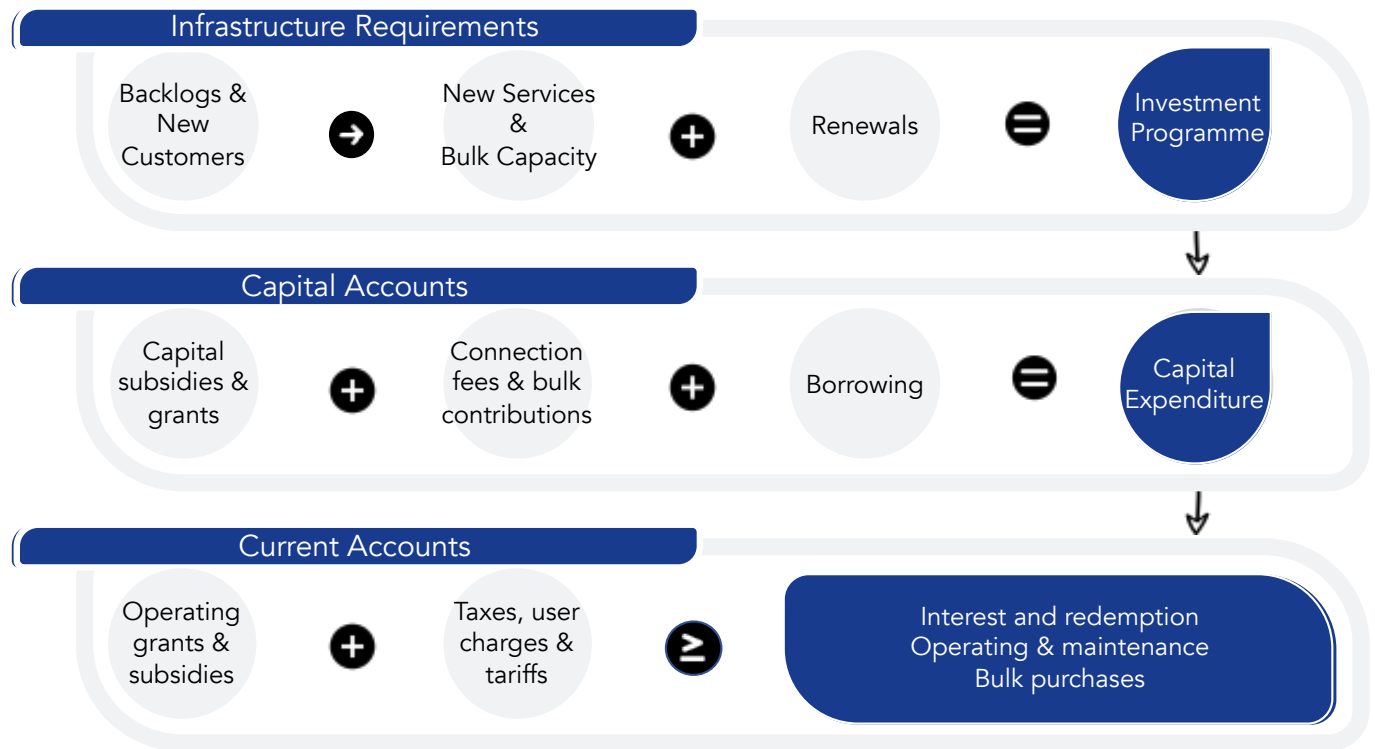 Infrastructure Requirements
Backlogs &
New
Customers
New Services
&
Bulk Capacity
+
Renewals
=
Investment
Programme
Capital Accounts
Capital
subsidies &
grants
+
Connection
fees & bulk
contributions
+
Borrowing
=
Capital
Expenditure
Current Accounts
Operating
grants &
subsidies
+
Taxes, user
charges &
tariffs
≥
Interest and redemption
Operating & maintenance
Bulk purchases